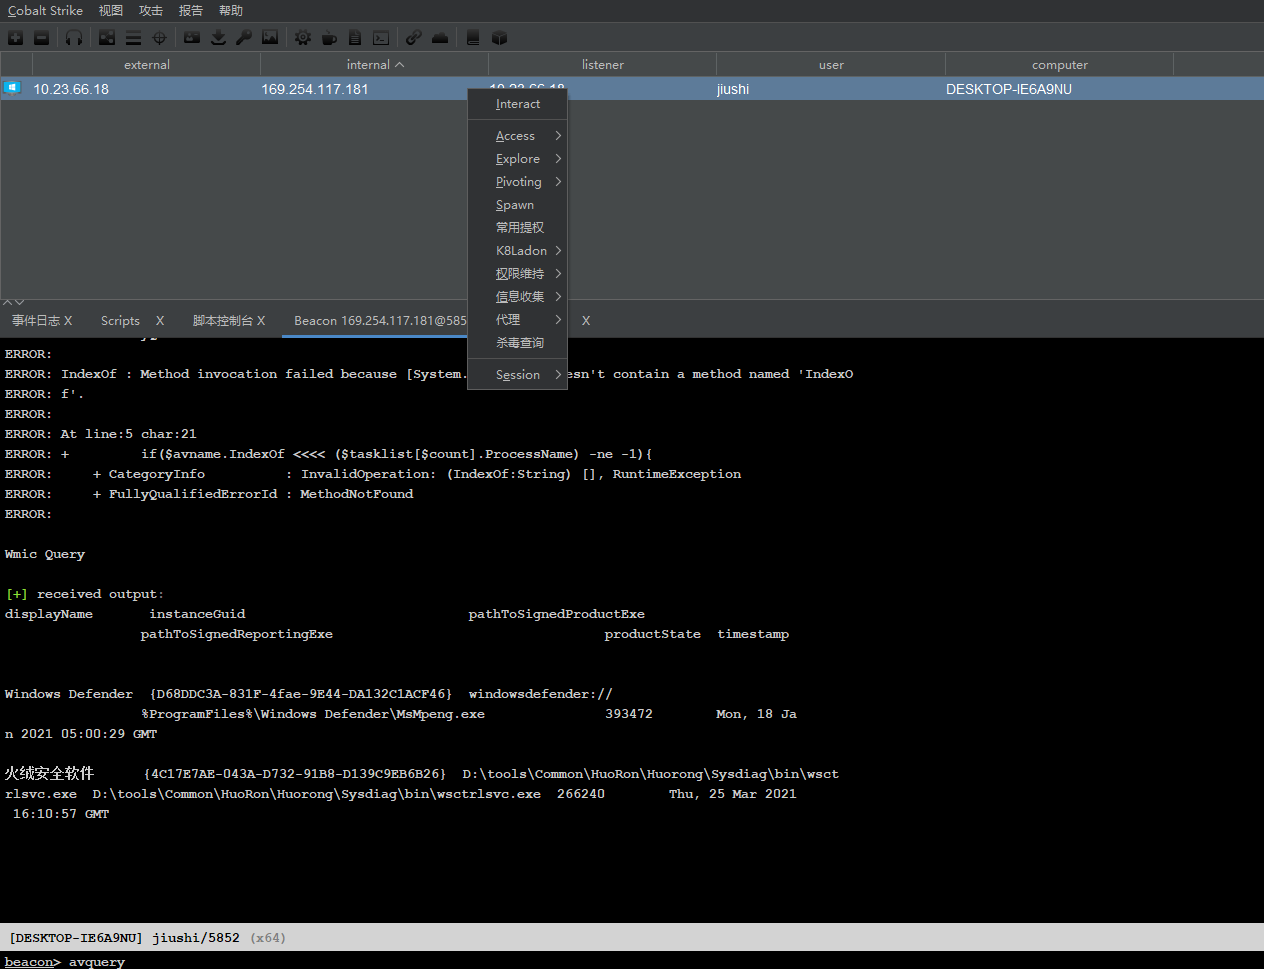 Cobalt Strike 视图 攻击 报告 帮助
external internal listener user computer
10.23.66.18 169.254.117.181 10.23.66.18 jiushi DESKTOP-IE6A9NU
Interact
Access
Explore
Pivoting
Spawn
常用提权
K8Ladon
权限维持
信息收集
代理
杀毒查询
Session
事件日志 X Scripts X 脚本控制台 X Beacon 169.254.117.181@585 X
ERROR:
ERROR: IndexOf : Method invocation failed because [System. esn't contain a method named 'IndexO
ERROR: f'.
ERROR:
ERROR: At line:5 char:21
ERROR: + if($avname.IndexOf <<<< ($tasklist[$count].ProcessName) -ne -1){
ERROR: + CategoryInfo : InvalidOperation: (IndexOf:String) [], RuntimeException
ERROR: + FullyQualifiedErrorId : MethodNotFound
ERROR:
Wmic Query
[+] received output:
displayName instanceGuid pathToSignedProductExe
pathToSignedReportingExe productState timestamp
Windows Defender {D68DDC3A-831F-4fae-9E44-DA132C1ACF46} windowsdefender://
%ProgramFiles%\Windows Defender\MsMpeng.exe 393472 Mon, 18 Ja
n 2021 05:00:29 GMT
火绒安全软件 {4C17E7AE-043A-D732-91B8-D139C9EB6B26} D:\tools\Common\HuoRon\Huorong\Sysdiag\bin\wsct
rlsvc.exe D:\tools\Common\HuoRon\Huorong\Sysdiag\bin\wsctrlsvc.exe 266240 Thu, 25 Mar 2021
16:10:57 GMT
[DESKTOP-IE6A9NU] jiushi/5852 (x64)
beacon> avquery